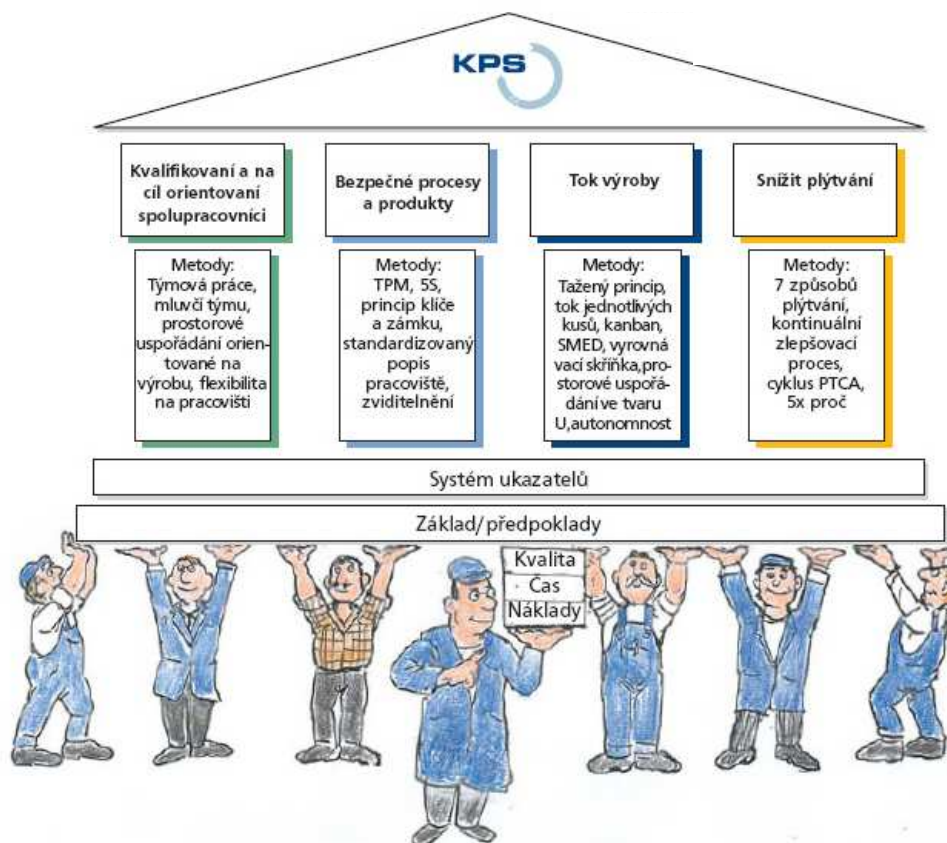 KPS
Kvalifikovaní a na
cíl orientovaní
spolupracovníci
Bezpečné procesy
a produkty
Tok výroby
Snížit plýtvání
Metody:
Týmová práce,
mluvčí týmu,
prostorové
uspořádání orien-
tované na
výrobu, flexibilita
na pracovišti
Metody:
TPM, 5S,
princip klíče
a zámku,
standardizovaný
popis
pracoviště,
zviditelnění
Metody:
Tažený princip,
tok jednotlivých
kusů, kanban,
SMED, vyrovná
vací skříňka,pro-
storové uspořá-
dání ve tvaru
U,autonomnost
Metody:
7 způsobů
plýtvání,
kontinuální
zlepšovací
proces,
cyklus PTCA,
5x proč
Systém ukazatelů
Základ/předpoklady
Kvalita
Čas
Náklady